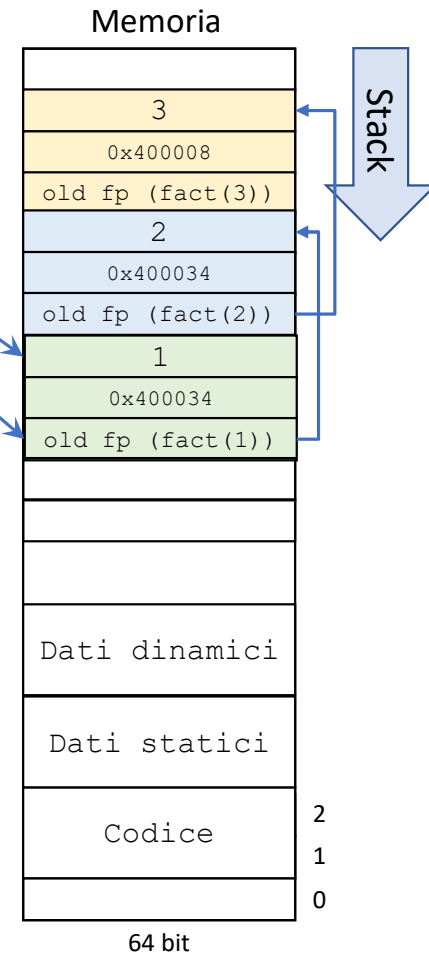 Memoria
Stack
3
0x400008
old fp (fact(3))
2
0x400034
old fp (fact(2))
1
0x400034
old fp (fact(1))
Dati dinamici
Dati statici
Codice
2
1
0
64 bit